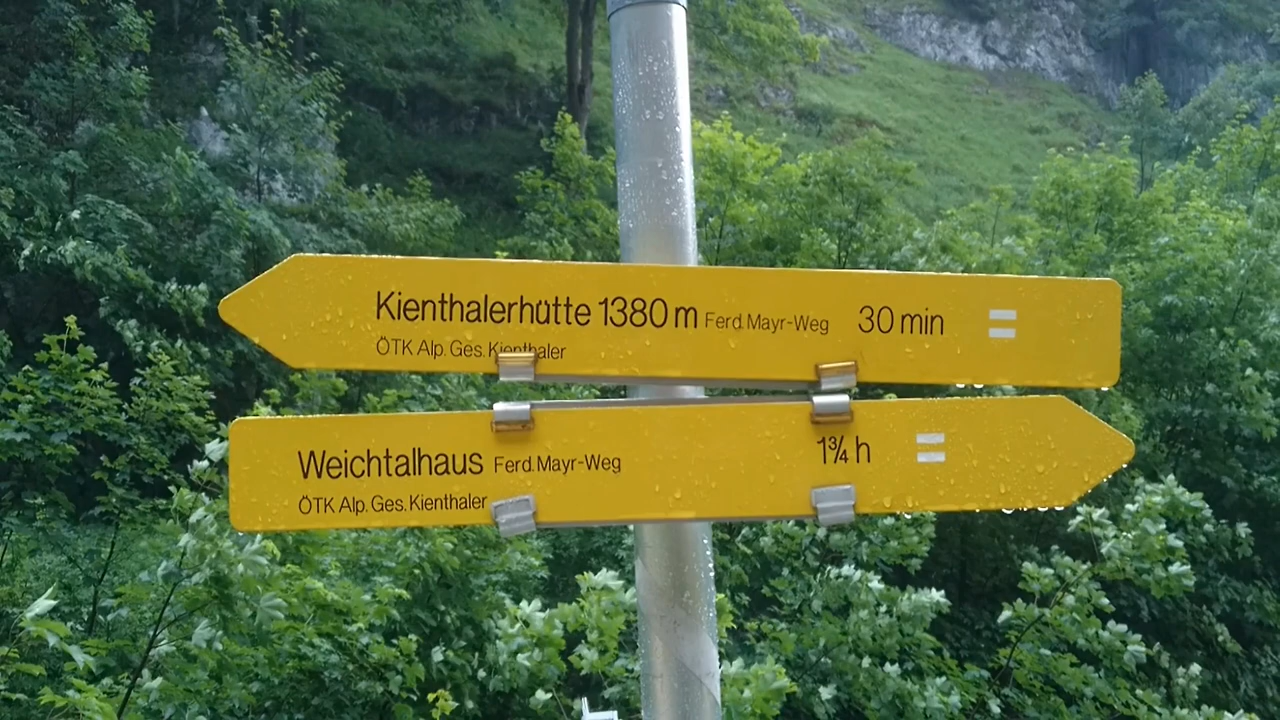 Kienthalerhütte 1380 m Ferd. Mayr-Weg 30 min
ÖTK Alp. Ges. Kienthaler
Weichtalhaus Ferd. Mayr-Weg 1¾ h
ÖTK Alp. Ges. Kienthaler